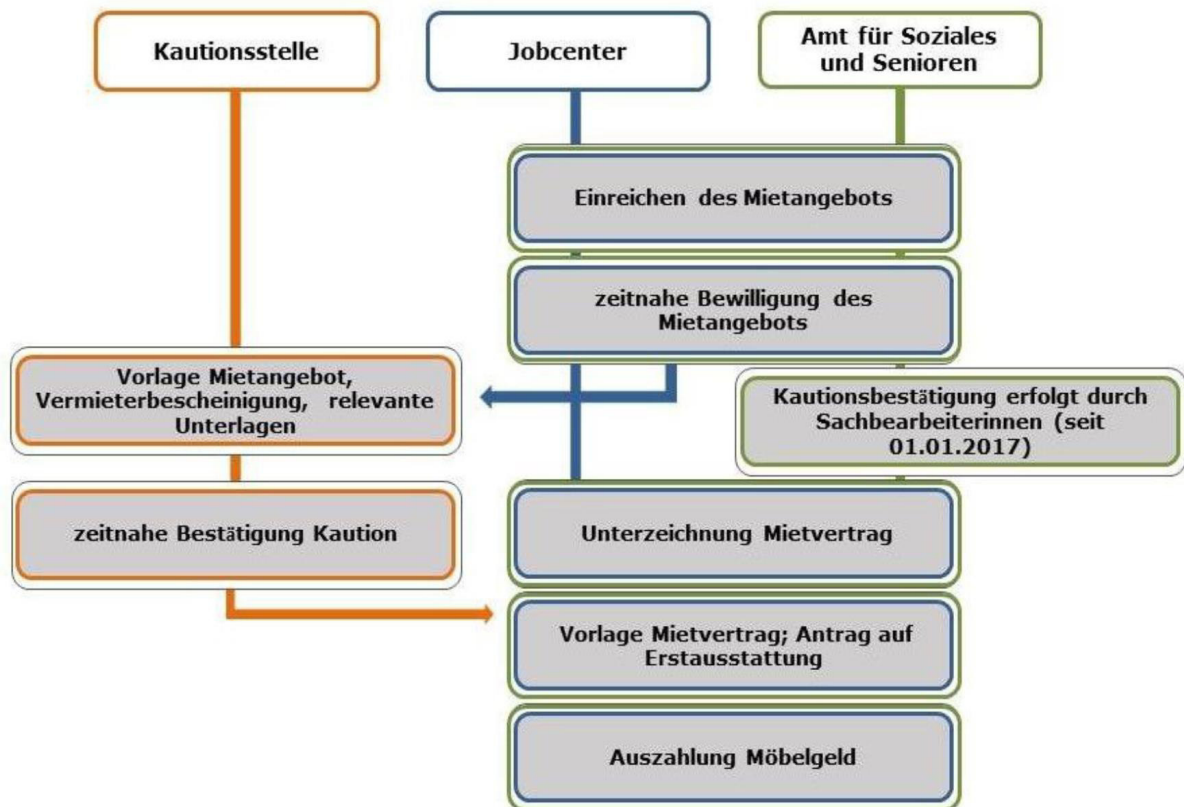 Kautionsstelle
Jobcenter
Amt für Soziales
und Senioren
Einreichen des Mietangebots
zeitnahe Bewilligung des
Mietangebots
Vorlage Mietangebot,
Vermieterbescheinigung, relevante
Unterlagen
Kautionsbestätigung erfolgt durch
Sachbearbeiterinnen (seit
01.01.2017)
zeitnahe Bestätigung Kaution
Unterzeichnung Mietvertrag
Vorlage Mietvertrag; Antrag auf
Erstausstattung
Auszahlung Möbelgeld